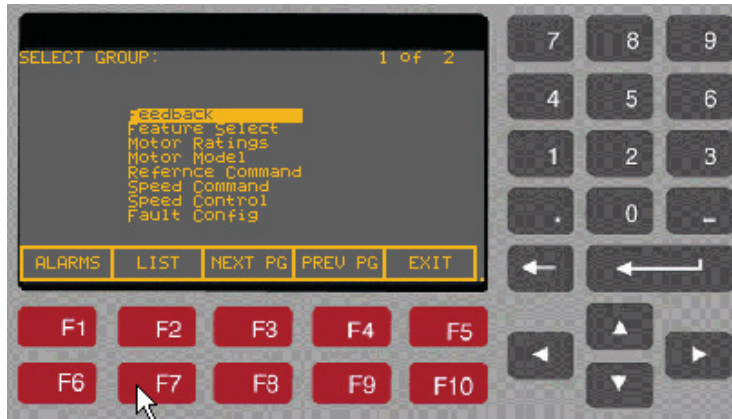 SELECT GROUP: 1 of 2
Feedback
Feature Select
Motor Ratings
Motor Model
Refernce Command
Speed Command
Speed Control
Fault Config
ALARMS LIST NEXT PG PREV PG EXIT
F1 F2 F3 F4 F5
F6 F7 F8 F9 F10
7 8 9
4 5 6
1 2 3
. 0 -